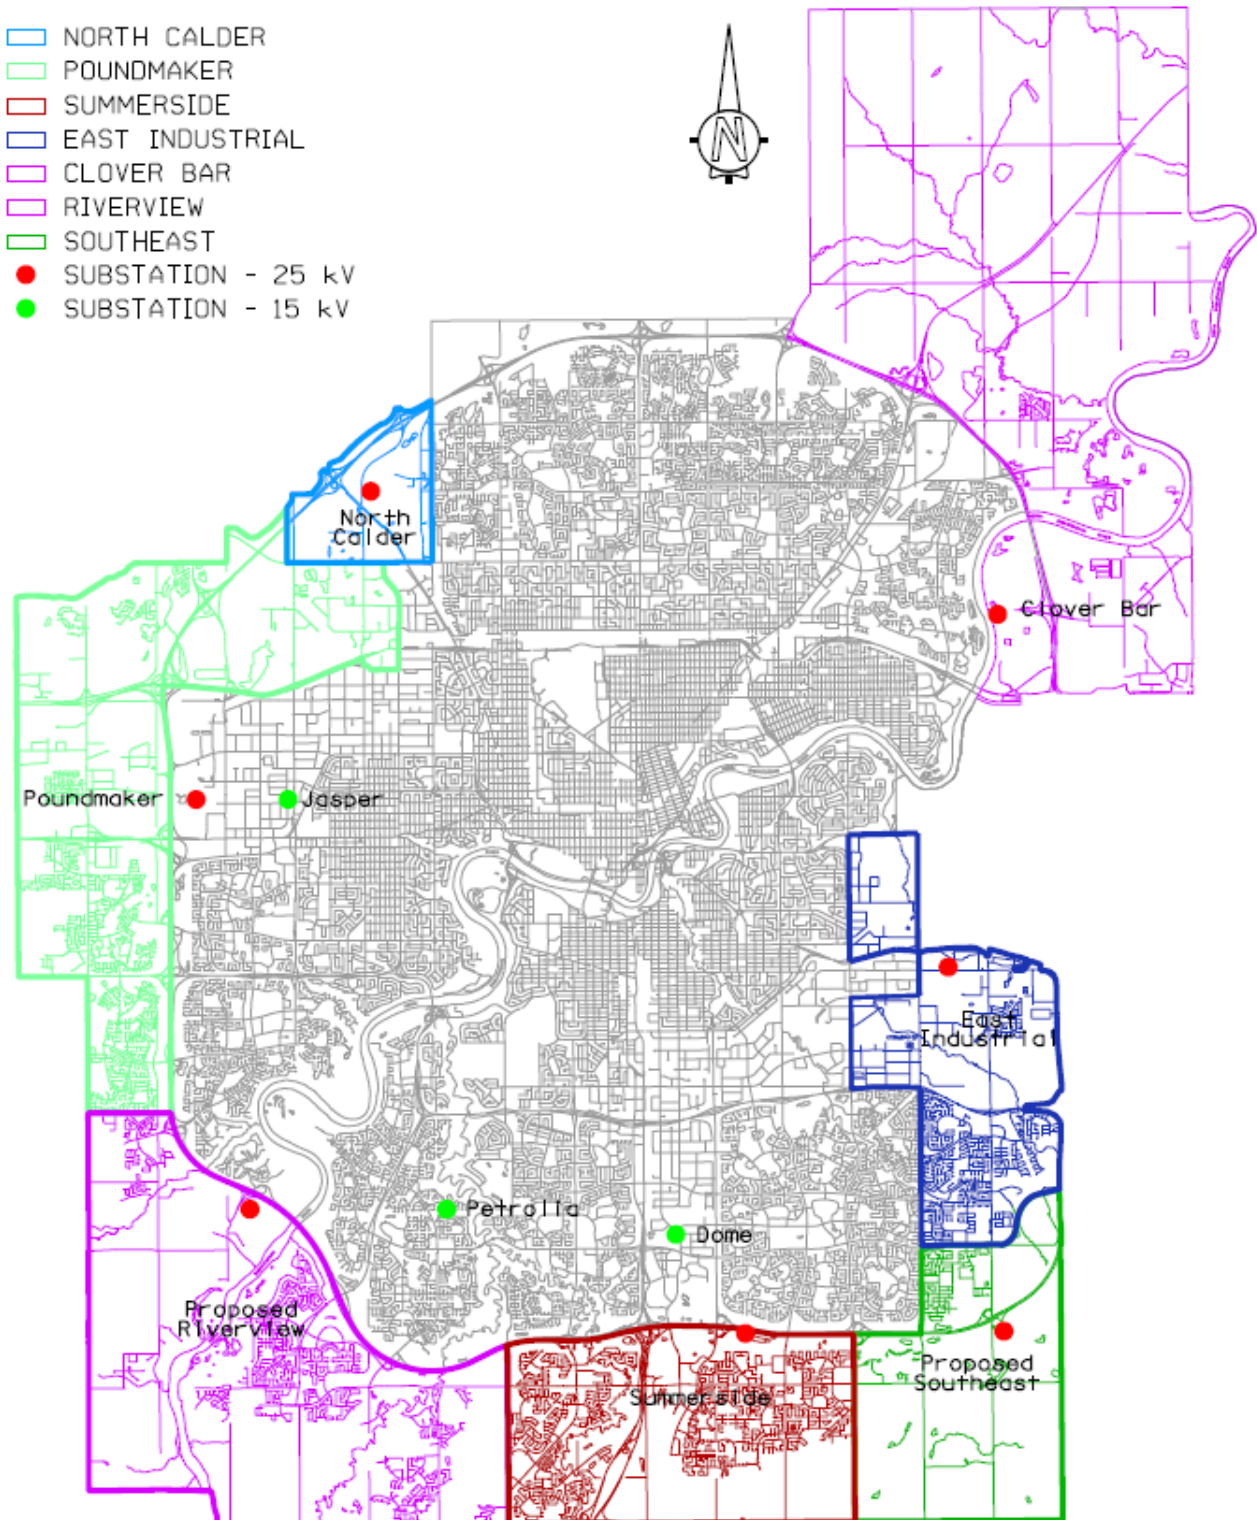 NORTH CALDER
POUNDMAKER
SUMMERSIDE
EAST INDUSTRIAL
CLOVER BAR
RIVERVIEW
SOUTHEAST
SUBSTATION - 25 kV
SUBSTATION - 15 kV
N
North
Calder
Clover Bar
Poundmaker
Jasper
East
Industrial
Petrolia
Dome
Proposed
Riverview
Proposed
Southeast
Summerside